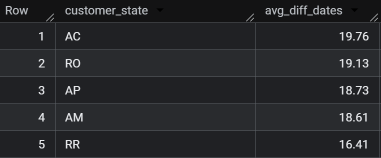 Row customer_state avg_diff_dates
1 AC 19.76
2 RO 19.13
3 AP 18.73
4 AM 18.61
5 RR 16.41